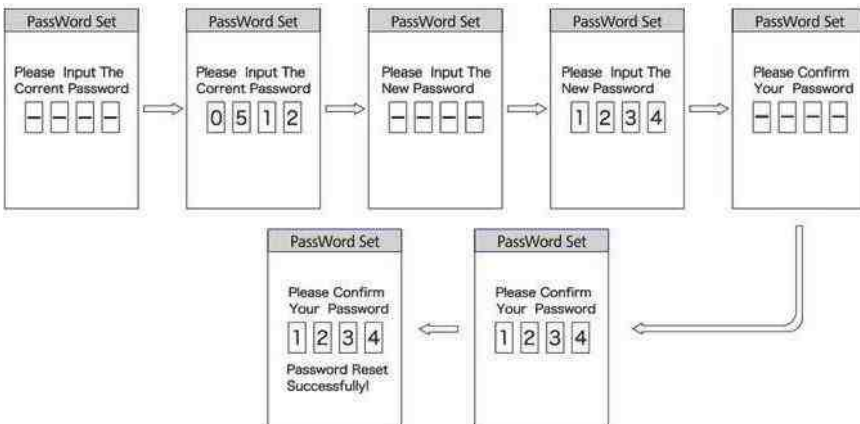 PassWord Set
Please Input The
Corrent Password
- - - -
PassWord Set
Please Input The
Corrent Password
0 5 1 2
PassWord Set
Please Input The
New Password
- - - -
PassWord Set
Please Input The
New Password
1 2 3 4
PassWord Set
Please Confirm
Your Password
- - - -
PassWord Set
Please Confirm
Your Password
1 2 3 4
PassWord Set
Please Confirm
Your Password
1 2 3 4
Password Reset
Successfully!